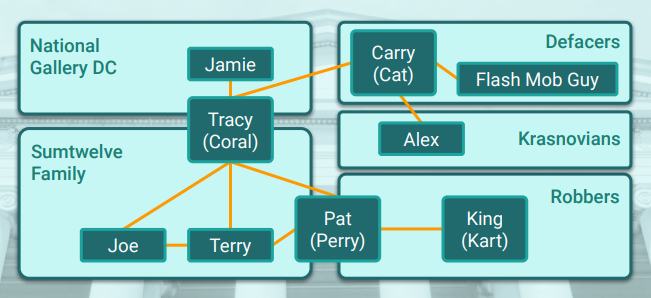 National
Gallery DC
Jamie
Tracy
(Coral)
Sumtwelve
Family
Joe
Terry
Pat
(Perry)
Carry
(Cat)
Defacers
Flash Mob Guy
Alex
Krasnovians
Robbers
King
(Kart)